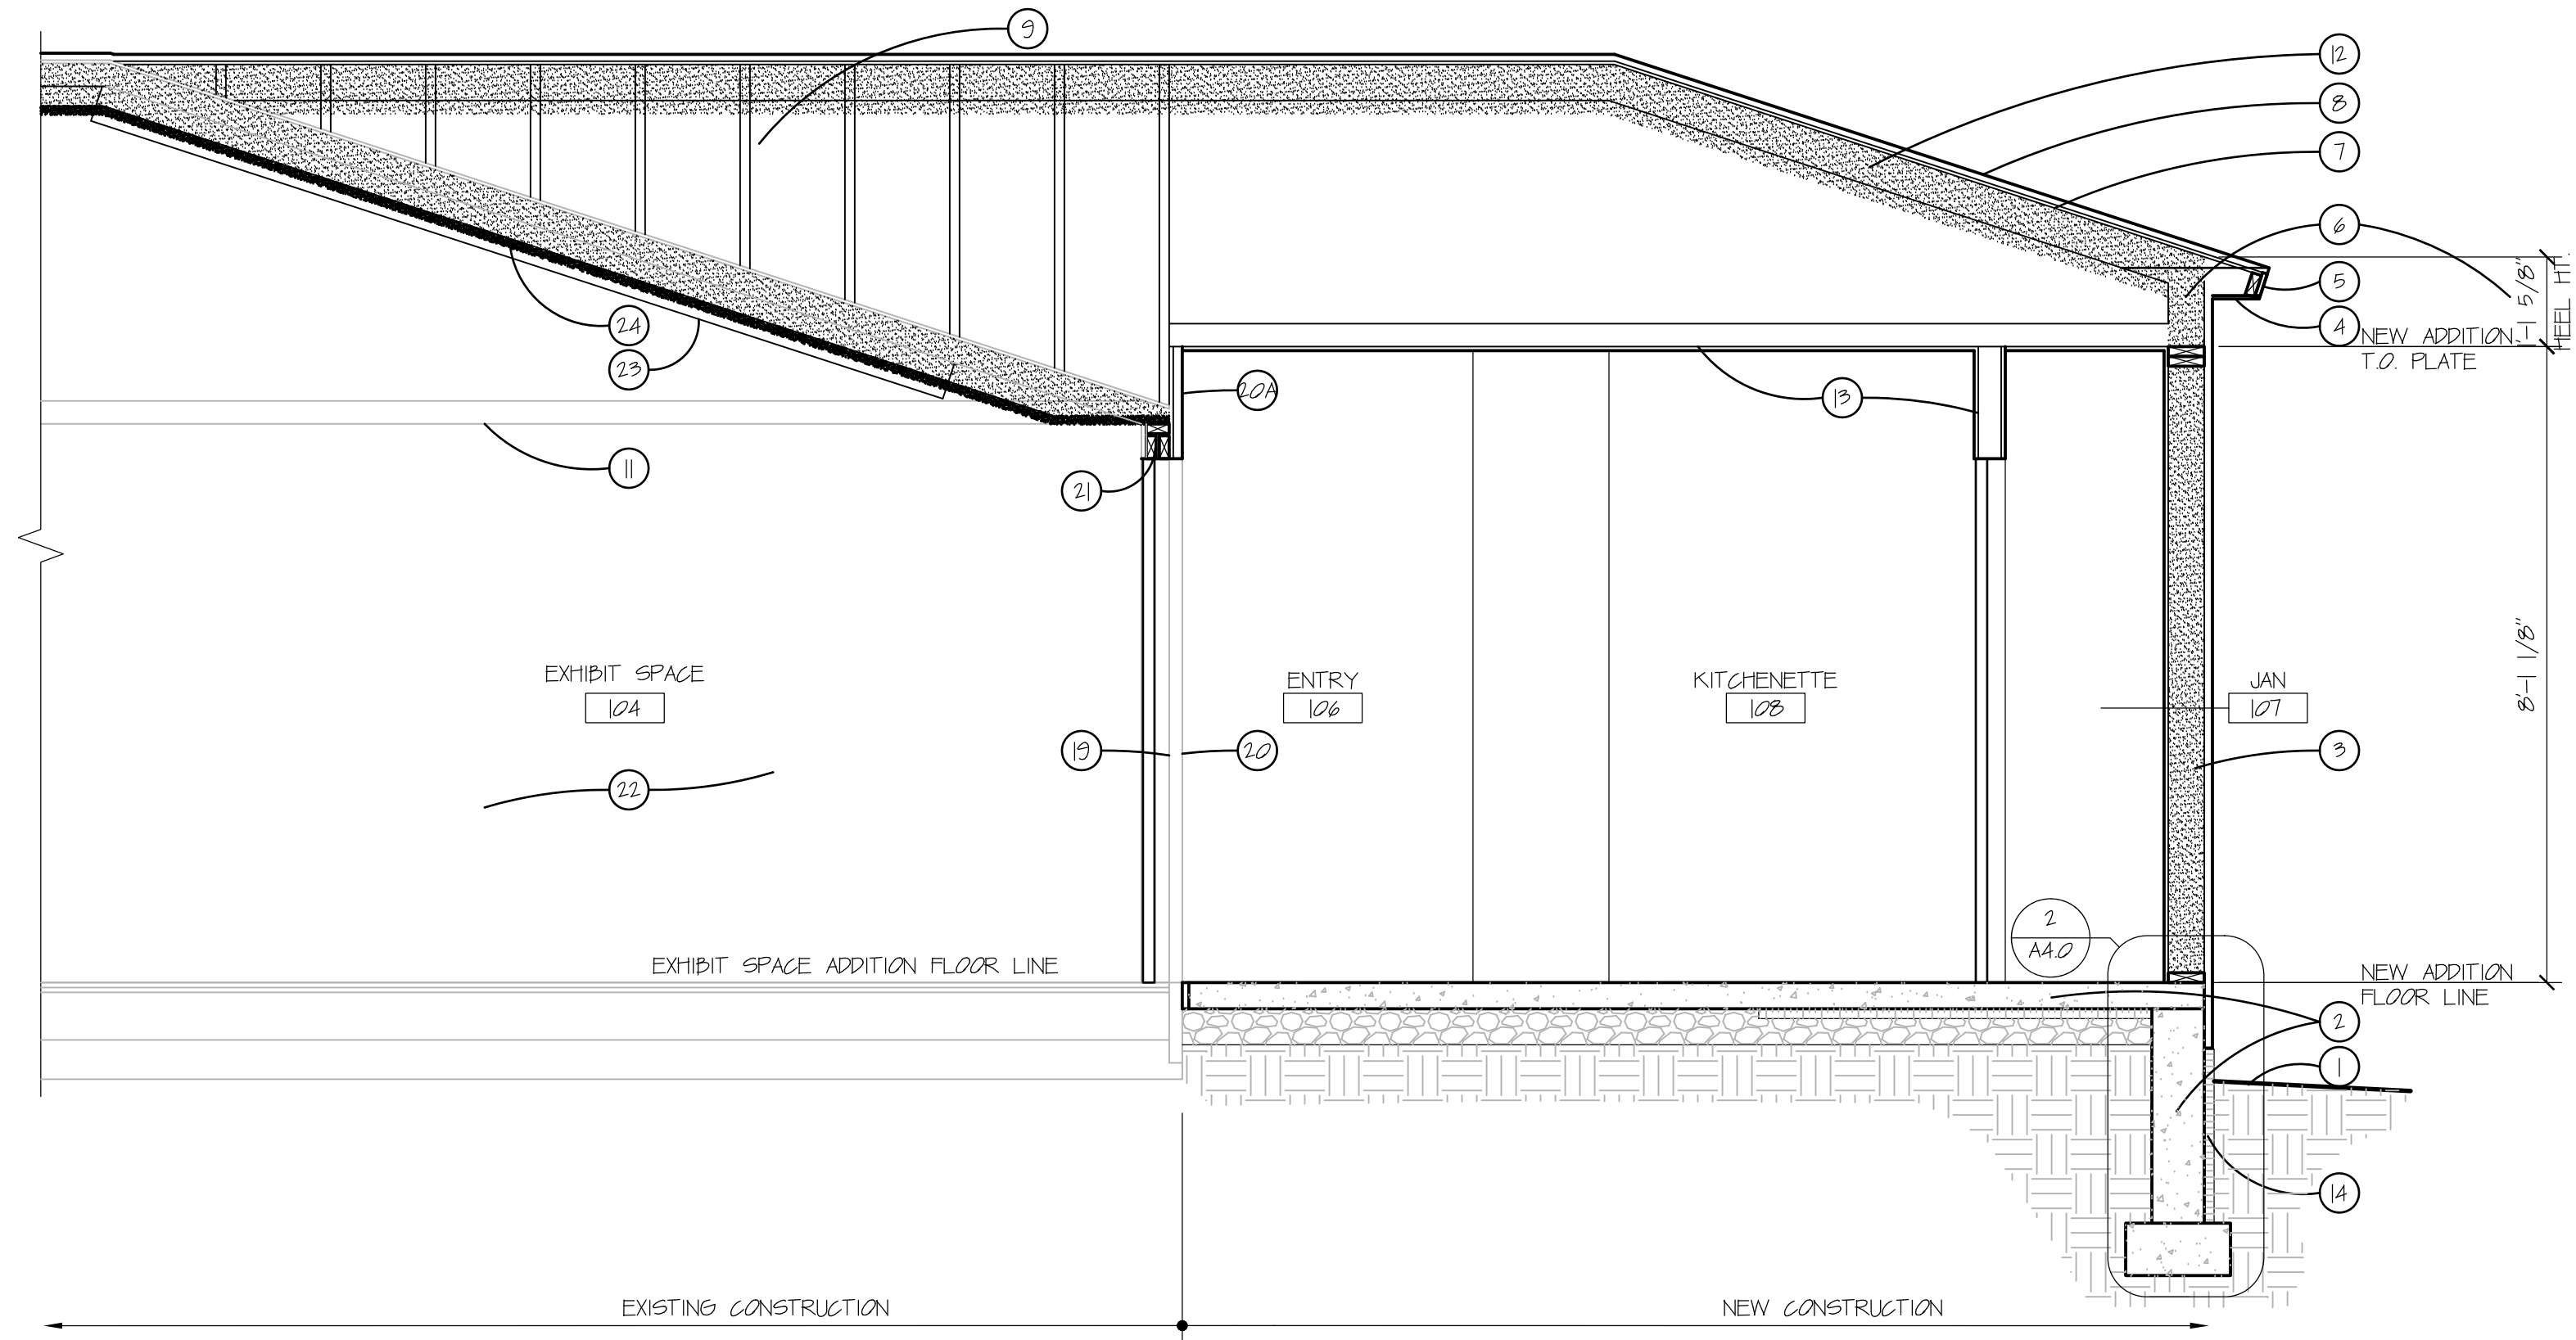 9
12
8
7
6
5
4
1'-1 5/8"
HEEL HT.
NEW ADDITION
T.O. PLATE
24
23
20A
13
11
21
EXHIBIT SPACE
104
ENTRY
106
KITCHENETTE
108
JAN
107
8'-1 1/8"
19
20
3
22
2
A4.0
EXHIBIT SPACE ADDITION FLOOR LINE
NEW ADDITION
FLOOR LINE
2
1
14
EXISTING CONSTRUCTION
NEW CONSTRUCTION